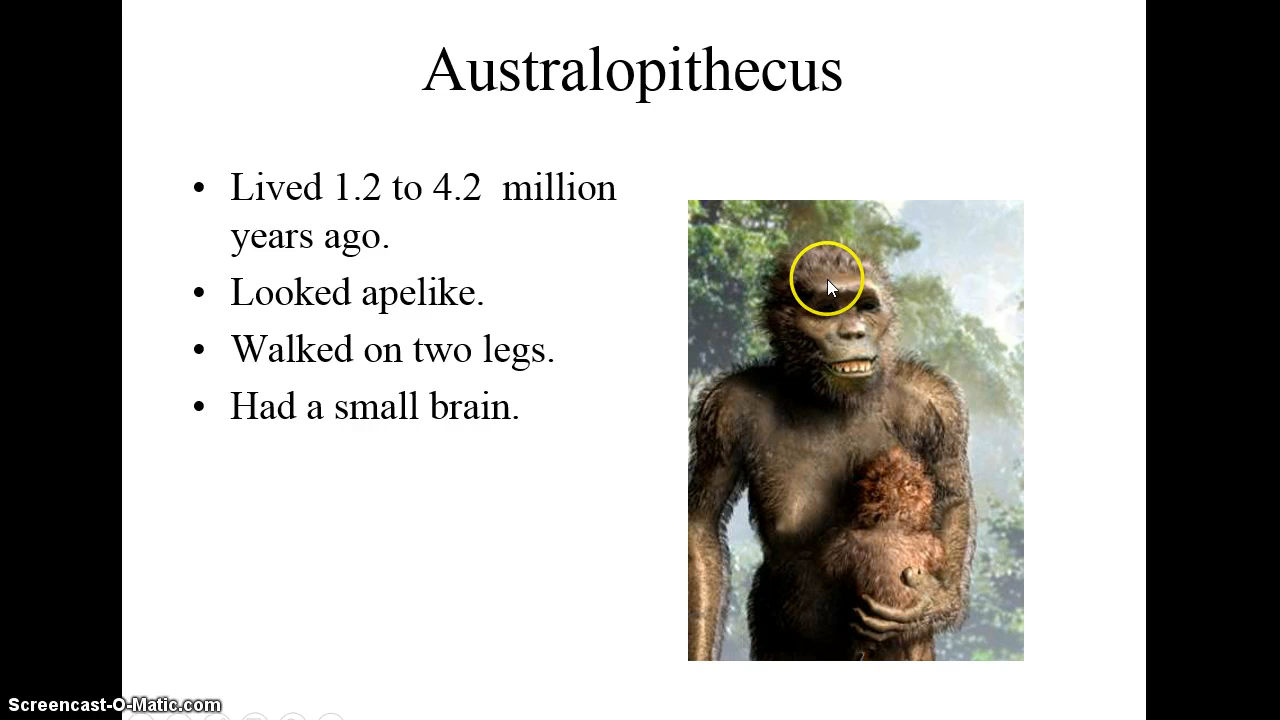 Australopithecus
• Lived 1.2 to 4.2  million
years ago.
• Looked apelike.
• Walked on two legs.
• Had a small brain.
Screencast-O-Matic.com